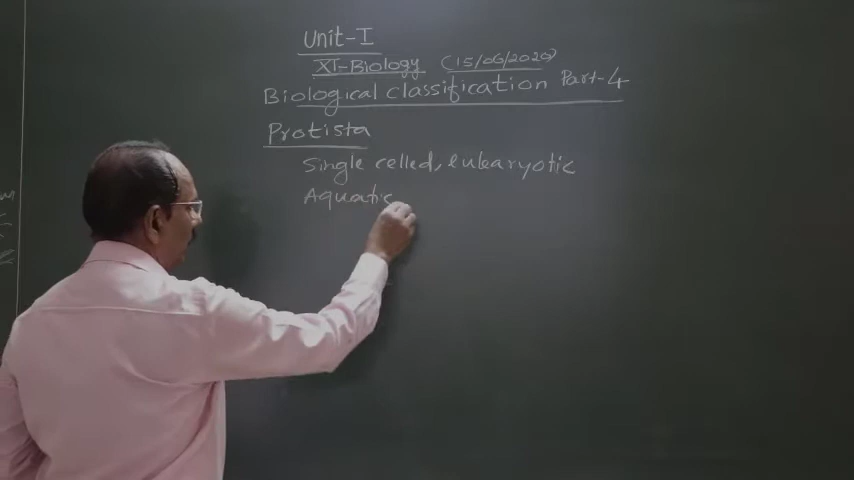 Unit-I
XI-Biology (15/06/2020)
Biological classification Part-4
Protista
Single celled, eukaryotic
Aquatic